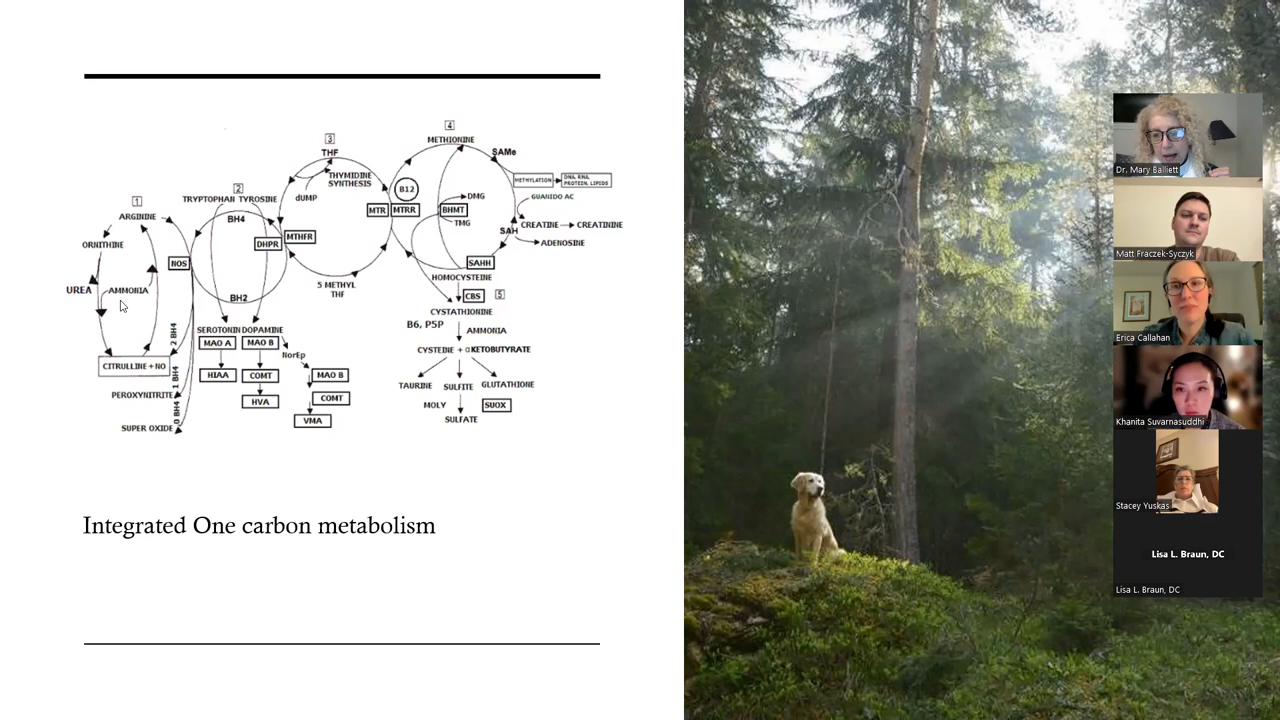 3
THF
THYMIDINE
SYNTHESIS
dUMP
4
METHIONINE
SAMe
METHYLATION
DNA, RNA,
PROTEIN, LIPIDS
B12
DMG
GUANIDO AC
MTR MTRR
BHMT
TMG
CREATINE
CREATININE
SAH
ADENOSINE
SAHH
HOMOCYSTEINE
1
ARGININE
2
TRYPTOPHAN TYROSINE
BH4
MTHFR
DHPR
ORNITHINE
NOS
UREA
AMMONIA
BH2
5 METHYL
THF
CBS
5
CYSTATHIONINE
B6, P5P
AMMONIA
CYSTEINE + αKETOBUTYRATE
TAURINE
SULFITE
GLUTATHIONE
MOLY
SUOX
SULFATE
SEROTONIN DOPAMINE
MAO A
MAO B
NorEp
CITRULLINE + NO
HIAA
COMT
MAO B
HVA
COMT
VMA
PEROXYNITRITE
SUPER OXIDE
2 BH4
1 BH4
0 BH4
Integrated One carbon metabolism
Dr. Mary Balliett
Matt Fraczek-Syczyk
Erica Callahan
Khanita Suvarnasuddhi
Stacey Yuskas
Lisa L. Braun, DC
Lisa L. Braun, DC